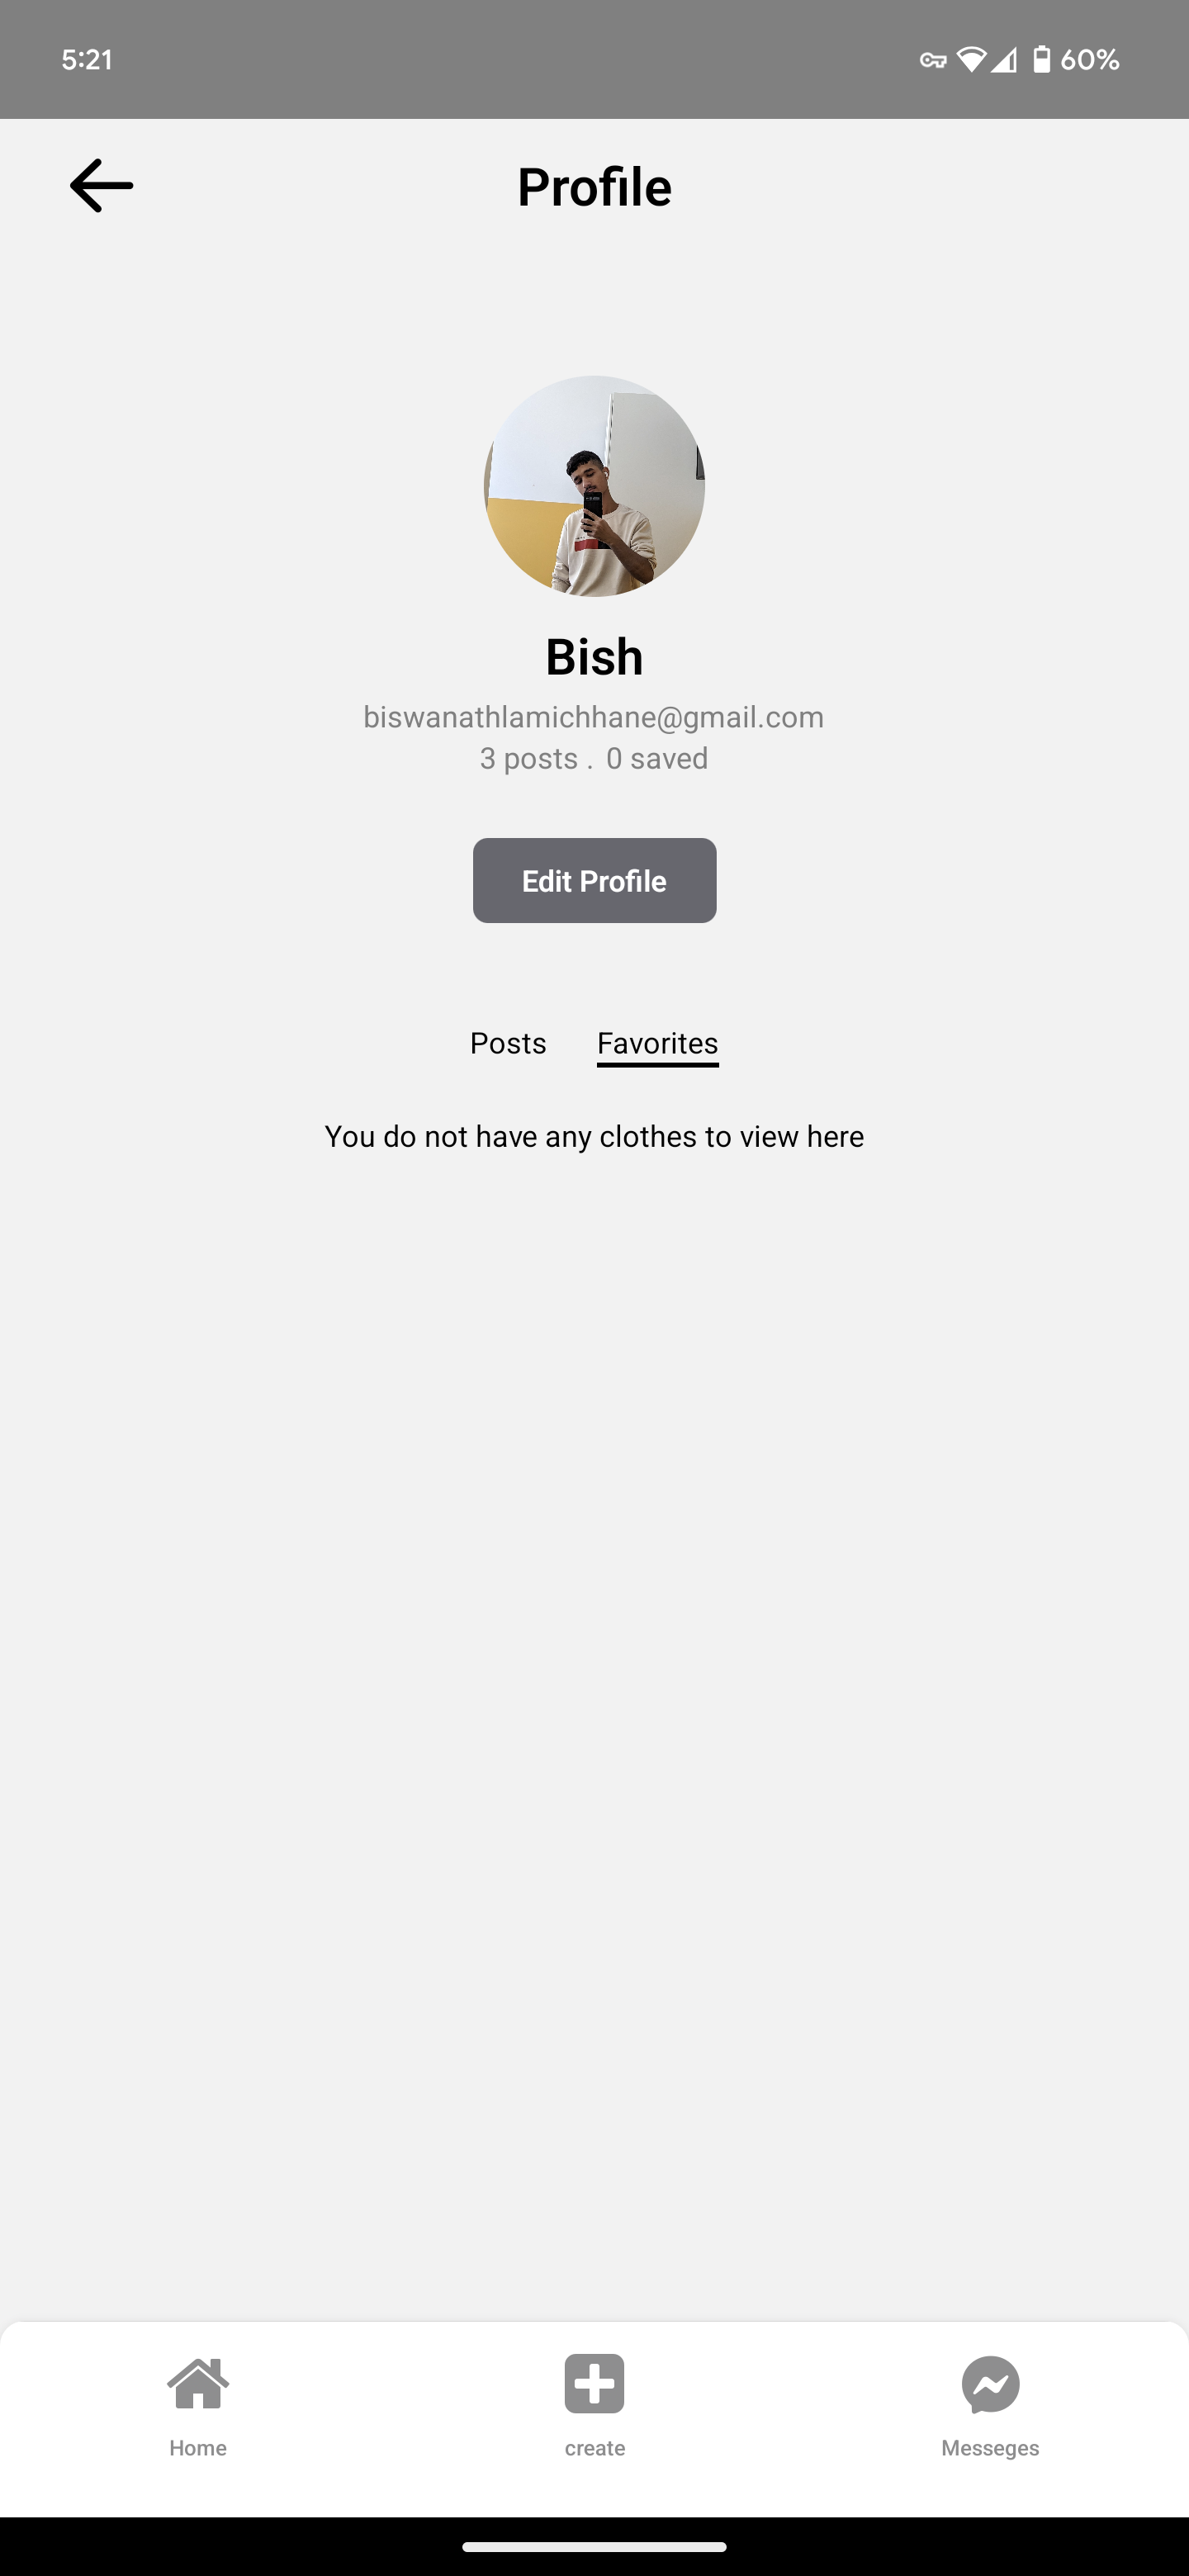 5:21 60%
Profile
Bish
biswanathlamichhane@gmail.com
3 posts . 0 saved
Edit Profile
Posts Favorites
You do not have any clothes to view here
Home create Messeges